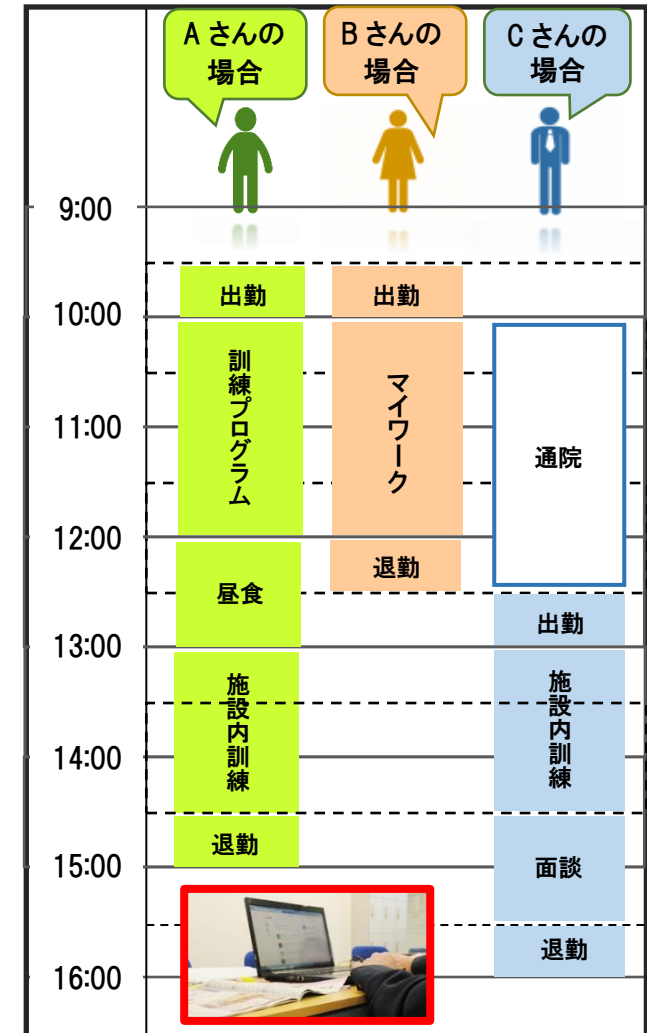 Aさんの
場合
Bさんの
場合
Cさんの
場合
9:00
出勤
出勤
10:00
訓練プログラム
マイワーク
11:00
通院
12:00
退勤
昼食
出勤
13:00
施設内訓練
施設内訓練
14:00
退勤
15:00
面談
退勤
16:00